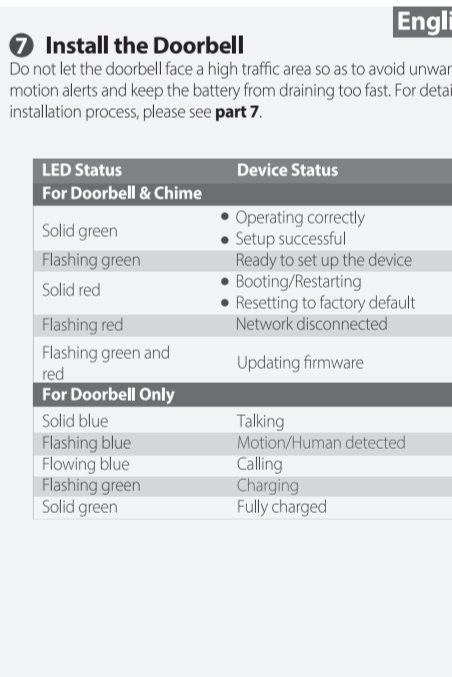 Engli
7 Install the Doorbell
Do not let the doorbell face a high traffic area so as to avoid unwar
motion alerts and keep the battery from draining too fast. For detai
installation process, please see part 7.
LED Status Device Status
For Doorbell & Chime
Solid green • Operating correctly
• Setup successful
Flashing green Ready to set up the device
Solid red • Booting/Restarting
• Resetting to factory default
Flashing red Network disconnected
Flashing green and
red Updating firmware
For Doorbell Only
Solid blue Talking
Flashing blue Motion/Human detected
Flowing blue Calling
Flashing green Charging
Solid green Fully charged